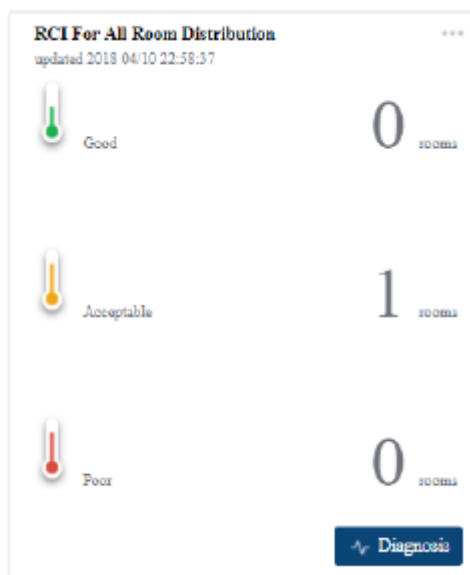 RCI For All Room Distribution
updated 2018 04/10 22:58:37
Good 0 rooms
Acceptable 1 rooms
Poor 0 rooms
Diagnosis